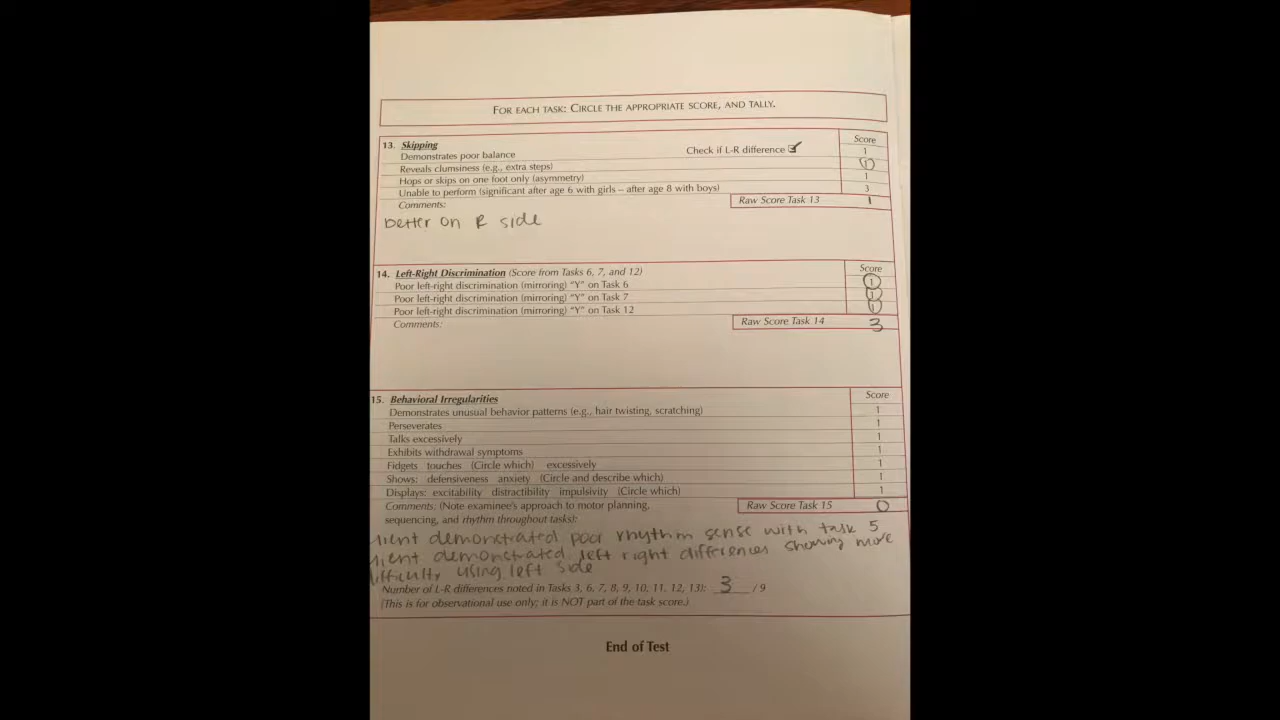 FOR EACH TASK: CIRCLE THE APPROPRIATE SCORE, AND TALLY.
13. Skipping Score
Demonstrates poor balance Check if L-R difference 1
Reveals clumsiness (e.g., extra steps) 1
Hops or skips on one foot only (asymmetry) 1
Unable to perform (significant after age 6 with girls – after age 8 with boys) 3
Comments: Raw Score Task 13 1
better on R side
14. Left-Right Discrimination (Score from Tasks 6, 7, and 12) Score
Poor left-right discrimination (mirroring) "Y" on Task 6 1
Poor left-right discrimination (mirroring) "Y" on Task 7 1
Poor left-right discrimination (mirroring) "Y" on Task 12 1
Comments: Raw Score Task 14 3
15. Behavioral Irregularities Score
Demonstrates unusual behavior patterns (e.g., hair twisting, scratching) 1
Perseverates 1
Talks excessively 1
Exhibits withdrawal symptoms 1
Fidgets touches (Circle which) excessively 1
Shows: defensiveness anxiety (Circle and describe which) 1
Displays: excitability distractibility impulsivity (Circle which) 1
Comments: (Note examinee's approach to motor planning, Raw Score Task 15 0
sequencing, and rhythm throughout tasks):
demonstrated poor rhythm sense with task 5
demonstrated left right differences showing more
difficulty using left side
Number of L-R differences noted in Tasks 3, 6, 7, 8, 9, 10, 11, 12, 13): 3 / 9
(This is for observational use only; it is NOT part of the task score.)
End of Test